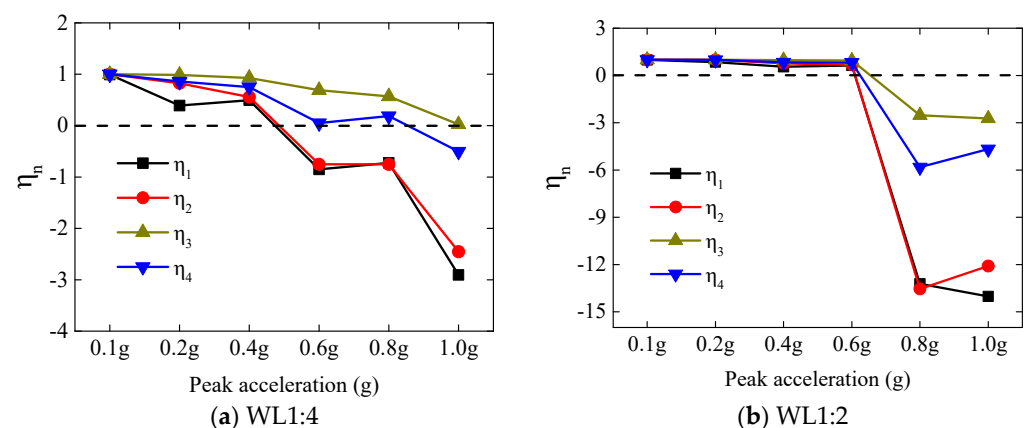 2
1
0
-1
-2
-3
-4
ηn
η1
η2
η3
η4
0.1g 0.2g 0.4g 0.6g 0.8g 1.0g
Peak acceleration (g)
(a) WL1:4
3
0
-3
-6
-9
-12
-15
ηn
η1
η2
η3
η4
0.1g 0.2g 0.4g 0.6g 0.8g 1.0g
Peak acceleration (g)
(b) WL1:2